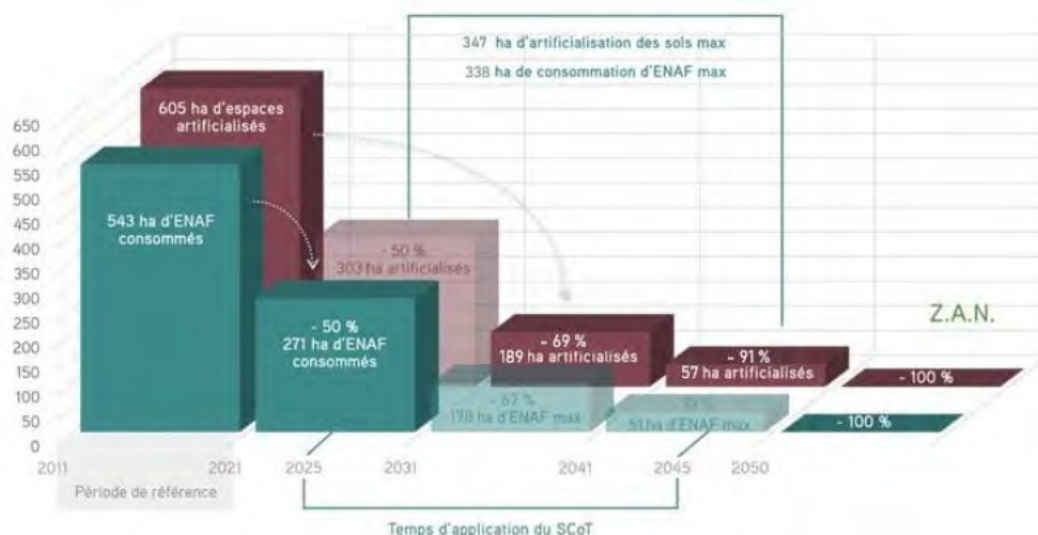 347 ha d'artificialisation des sols max
338 ha de consommation d'ENAF max
650
600
550
500
450
400
350
300
250
200
150
100
50
0
605 ha d'espaces
artificialisés
543 ha d'ENAF
consommés
- 50 %
303 ha artificialisés
- 50 %
271 ha d'ENAF
consommés
- 69 %
189 ha artificialisés
- 91 %
57 ha artificialisés
Z.A.N.
- 100 %
- 67 %
178 ha d'ENAF max
51 ha d'ENAF max
- 100 %
2011
2021
2025
2031
2041
2045
2050
Période de référence
Temps d'application du SCoT